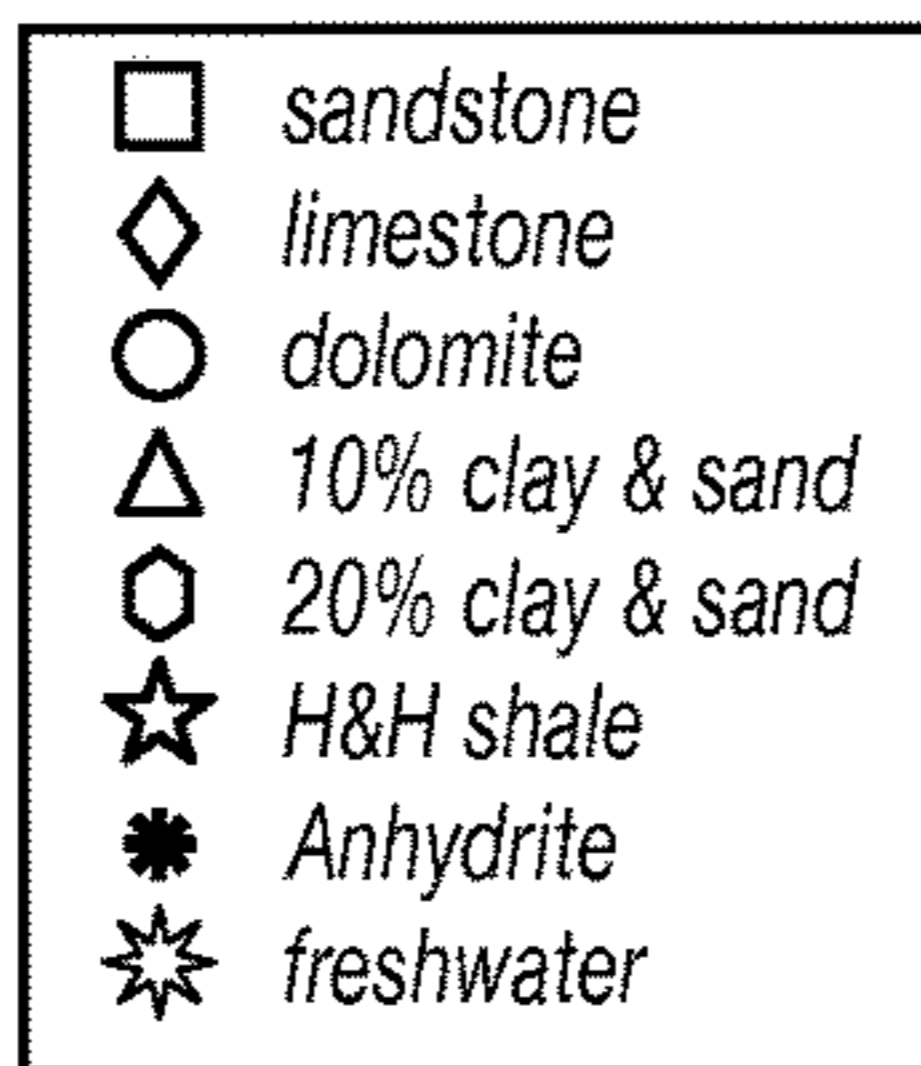 sandstone
limestone
dolomite
10% clay & sand
20% clay & sand
H&H shale
Anhydrite
freshwater